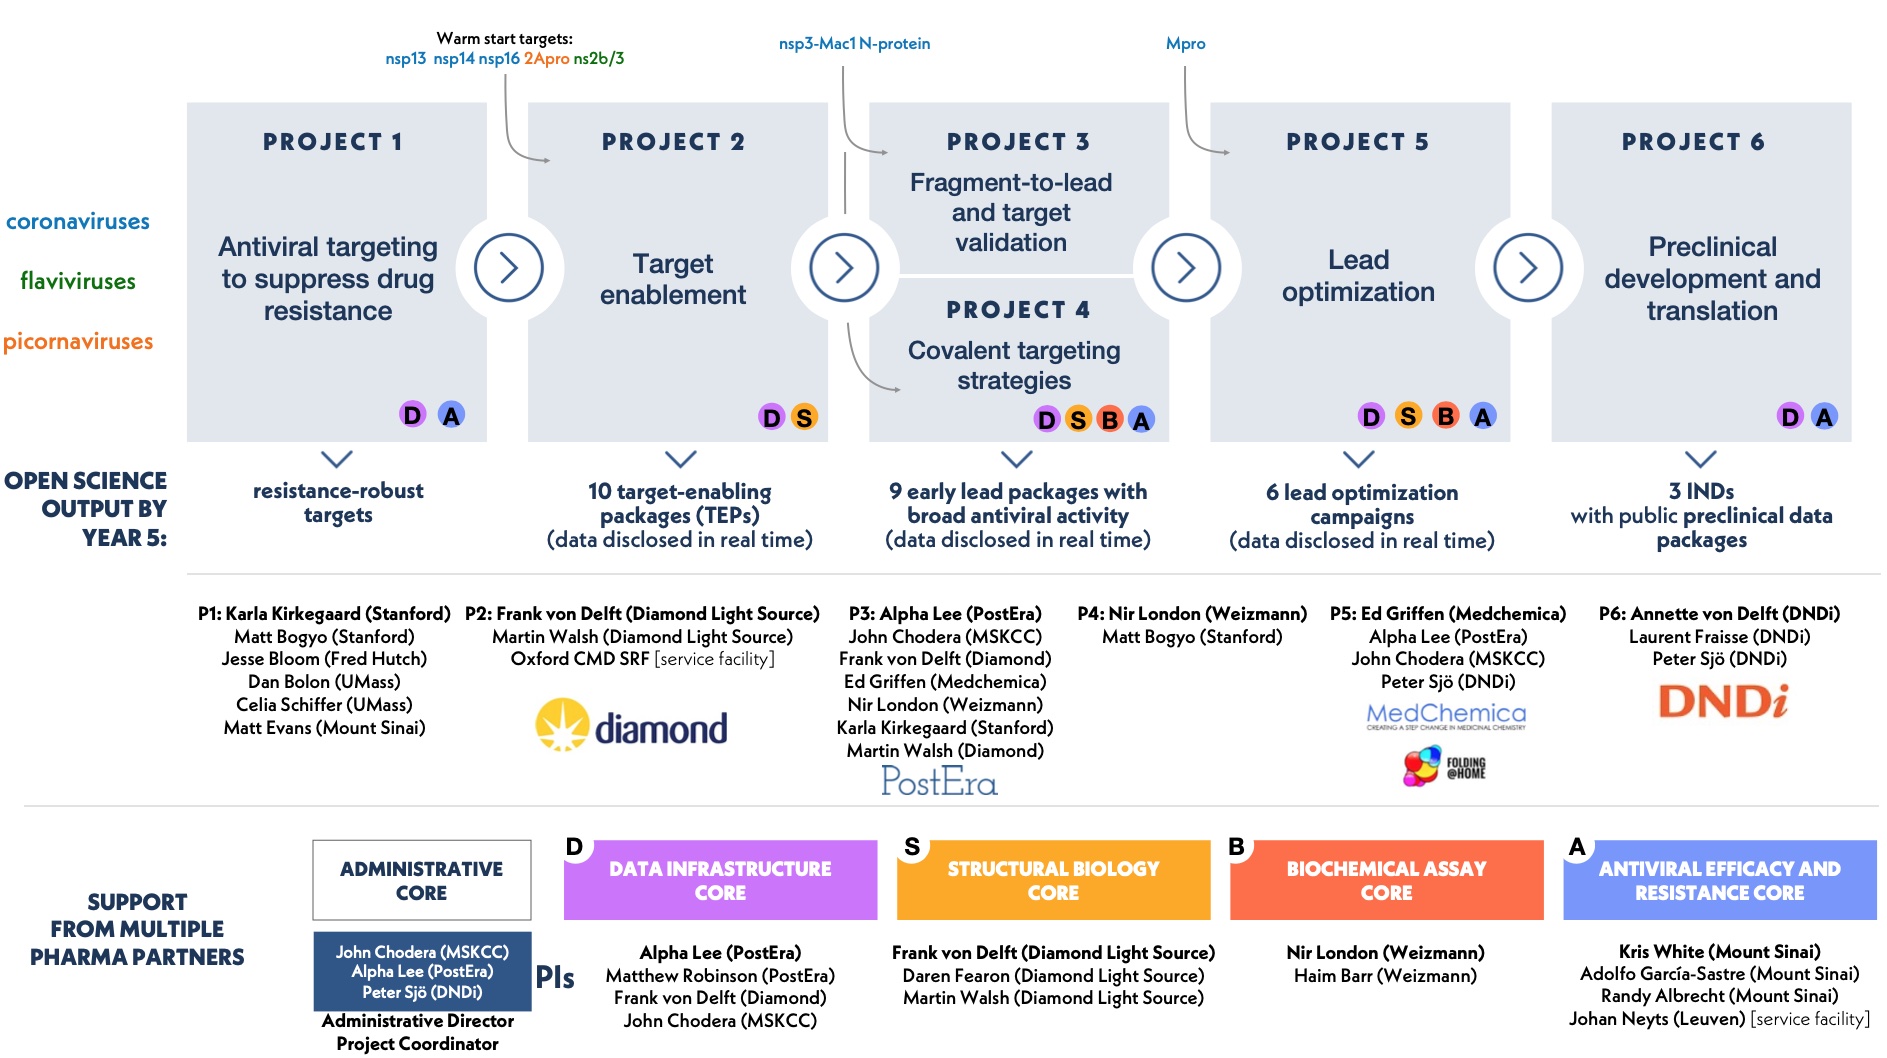 Warm start targets:
nsp13 nsp14 nsp16 2Apro ns2b/3
nsp3-Mac1 N-protein
Mpro
coronaviruses
flaviviruses
picornaviruses
PROJECT 1
Antiviral targeting
to suppress drug
resistance
D A
PROJECT 2
Target
enablement
D S
PROJECT 3
Fragment-to-lead
and target
validation
PROJECT 4
Covalent targeting
strategies
D S B A
PROJECT 5
Lead
optimization
D S B A
PROJECT 6
Preclinical
development and
translation
D A
OPEN SCIENCE
OUTPUT BY
YEAR 5:
resistance-robust
targets
10 target-enabling
packages (TEPs)
(data disclosed in real time)
9 early lead packages with
broad antiviral activity
(data disclosed in real time)
6 lead optimization
campaigns
(data disclosed in real time)
3 INDs
with public preclinical data
packages
P1: Karla Kirkegaard (Stanford)
Matt Bogyo (Stanford)
Jesse Bloom (Fred Hutch)
Dan Bolon (UMass)
Celia Schiffer (UMass)
Matt Evans (Mount Sinai)
P2: Frank von Delft (Diamond Light Source)
Martin Walsh (Diamond Light Source)
Oxford CMD SRF [service facility]
diamond
P3: Alpha Lee (PostEra)
John Chodera (MSKCC)
Frank von Delft (Diamond)
Ed Griffen (Medchemica)
Nir London (Weizmann)
Karla Kirkegaard (Stanford)
Martin Walsh (Diamond)
PostEra
P4: Nir London (Weizmann)
Matt Bogyo (Stanford)
P5: Ed Griffen (Medchemica)
Alpha Lee (PostEra)
John Chodera (MSKCC)
Peter Sjö (DNDi)
MedChemica
CREATING A STEP CHANGE IN MEDICINAL CHEMISTRY
FOLDING
@HOME
P6: Annette von Delft (DNDi)
Laurent Fraisse (DNDi)
Peter Sjö (DNDi)
DNDi
SUPPORT
FROM MULTIPLE
PHARMA PARTNERS
ADMINISTRATIVE
CORE
John Chodera (MSKCC)
Alpha Lee (PostEra)
Peter Sjö (DNDi)
PIs
Administrative Director
Project Coordinator
D
DATA INFRASTRUCTURE
CORE
Alpha Lee (PostEra)
Matthew Robinson (PostEra)
Frank von Delft (Diamond)
John Chodera (MSKCC)
S
STRUCTURAL BIOLOGY
CORE
Frank von Delft (Diamond Light Source)
Daren Fearon (Diamond Light Source)
Martin Walsh (Diamond Light Source)
B
BIOCHEMICAL ASSAY
CORE
Nir London (Weizmann)
Haim Barr (Weizmann)
A
ANTIVIRAL EFFICACY AND
RESISTANCE CORE
Kris White (Mount Sinai)
Adolfo García-Sastre (Mount Sinai)
Randy Albrecht (Mount Sinai)
Johan Neyts (Leuven) [service facility]